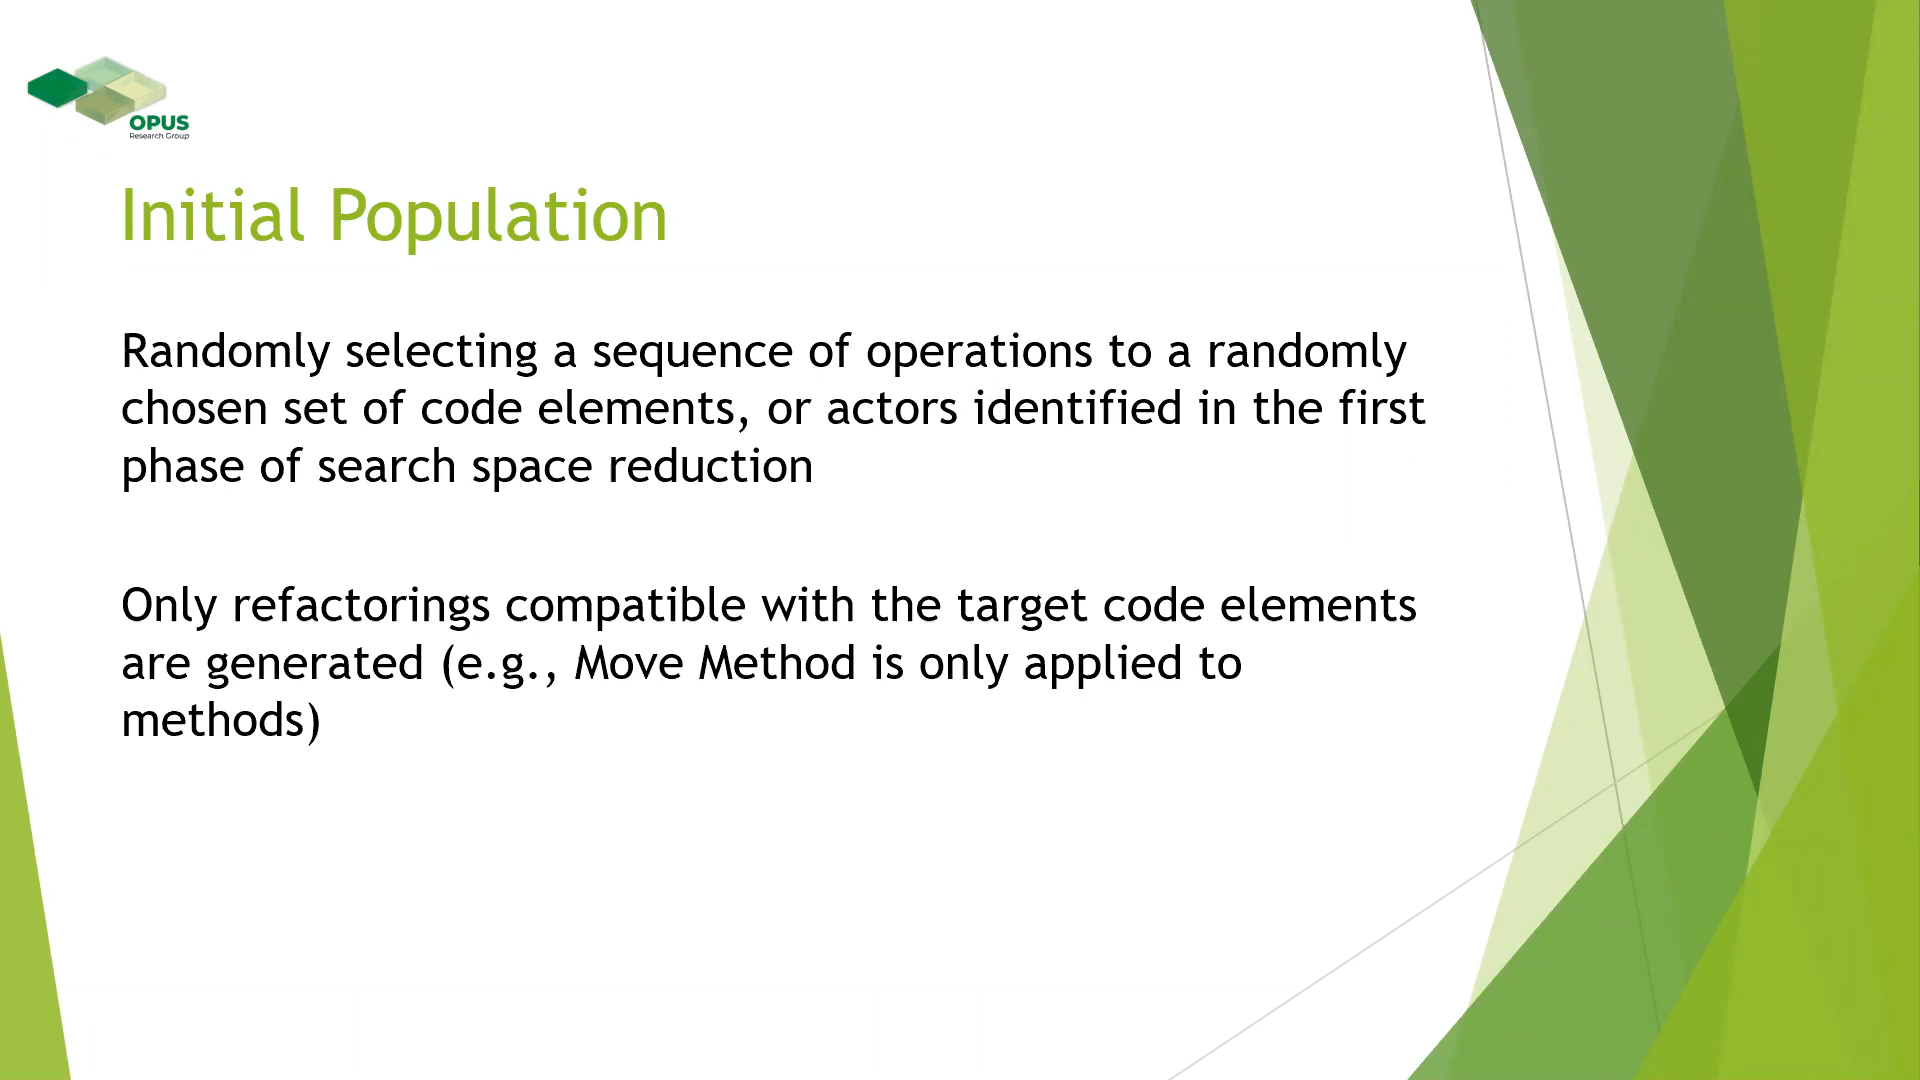 OPUS
Research Group
Initial Population
Randomly selecting a sequence of operations to a randomly
chosen set of code elements, or actors identified in the first
phase of search space reduction
Only refactorings compatible with the target code elements
are generated (e.g., Move Method is only applied to
methods)